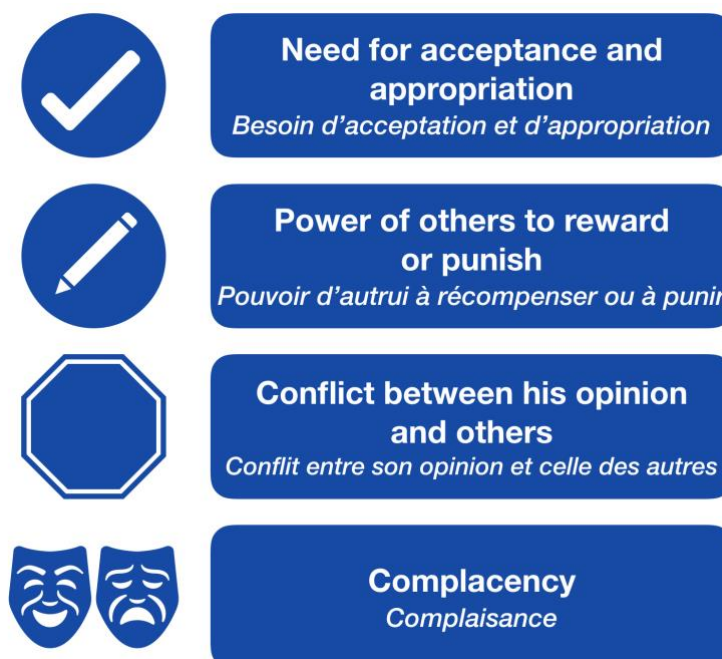 Need for acceptance and
appropriation
Besoin d’acceptation et d’appropriation
Power of others to reward
or punish
Pouvoir d’autrui à récompenser ou à punir
Conflict between his opinion
and others
Conflit entre son opinion et celle des autres
Complacency
Complaisance